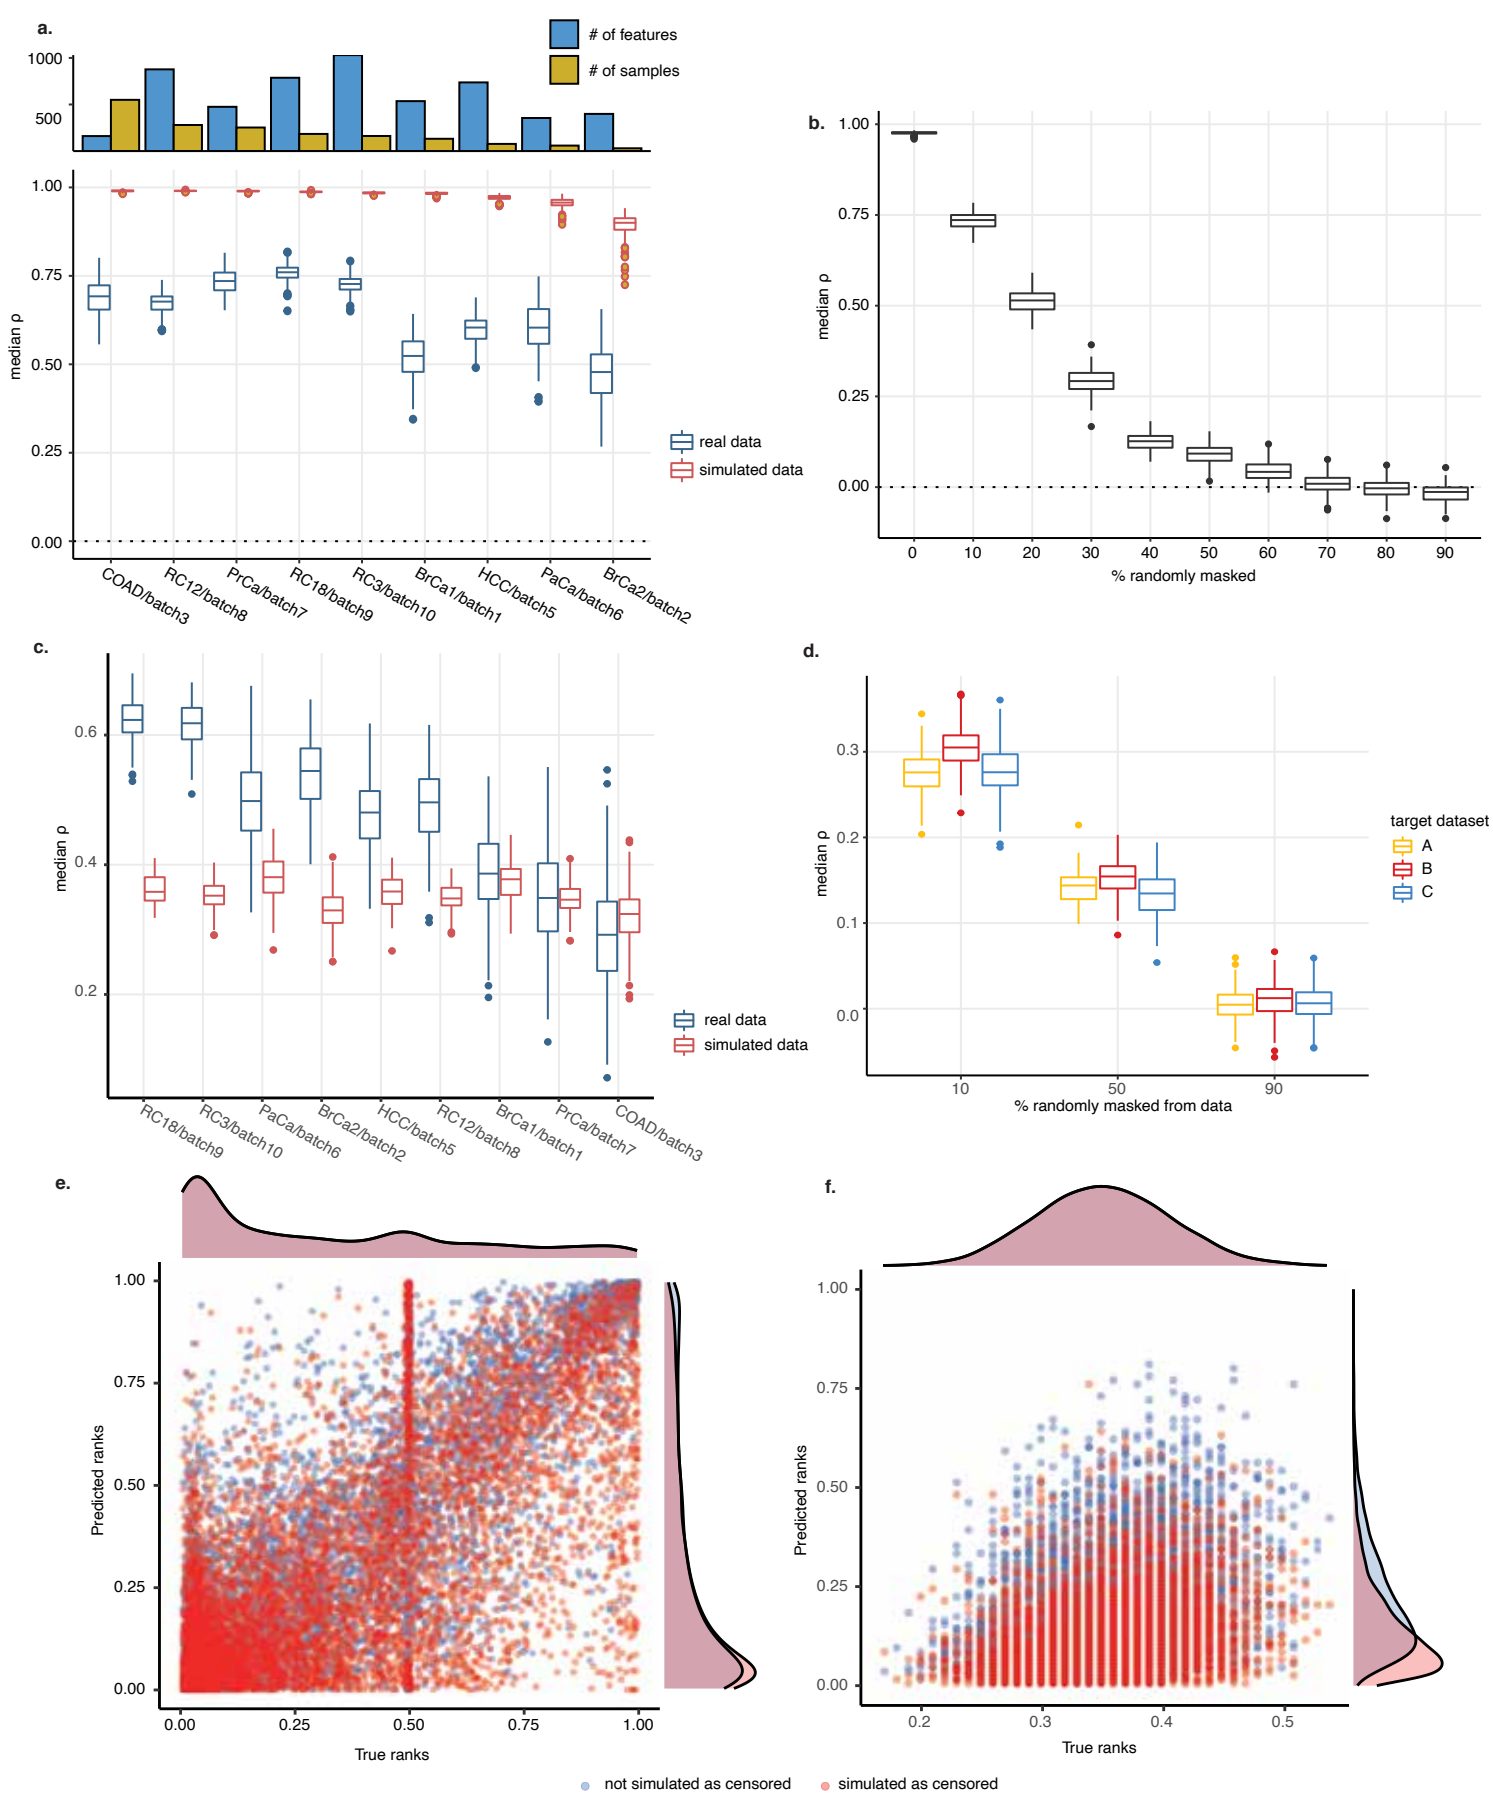 a.
# of features
# of samples
1000
500
1.00
0.75
0.50
0.25
0.00
median ρ
real data
simulated data
COAD/batch3
RC12/batch8
PrCa/batch7
RC18/batch9
RC3/batch10
BrCa1/batch1
HCC/batch5
PaCa/batch6
BrCa2/batch2
b.
1.00
0.75
0.50
0.25
0.00
median ρ
0 10 20 30 40 50 60 70 80 90
% randomly masked
c.
0.6
0.4
0.2
median ρ
real data
simulated data
RC18/batch9
RC3/batch10
PaCa/batch6
BrCa2/batch2
HCC/batch5
RC12/batch8
BrCa1/batch1
PrCa/batch7
COAD/batch3
d.
0.3
0.2
0.1
0.0
median ρ
10 50 90
% randomly masked from data
target dataset
A
B
C
e.
1.00
0.75
0.50
0.25
0.00
Predicted ranks
0.00 0.25 0.50 0.75 1.00
True ranks
f.
1.00
0.75
0.50
0.25
0.00
Predicted ranks
0.2 0.3 0.4 0.5
True ranks
not simulated as censored
simulated as censored